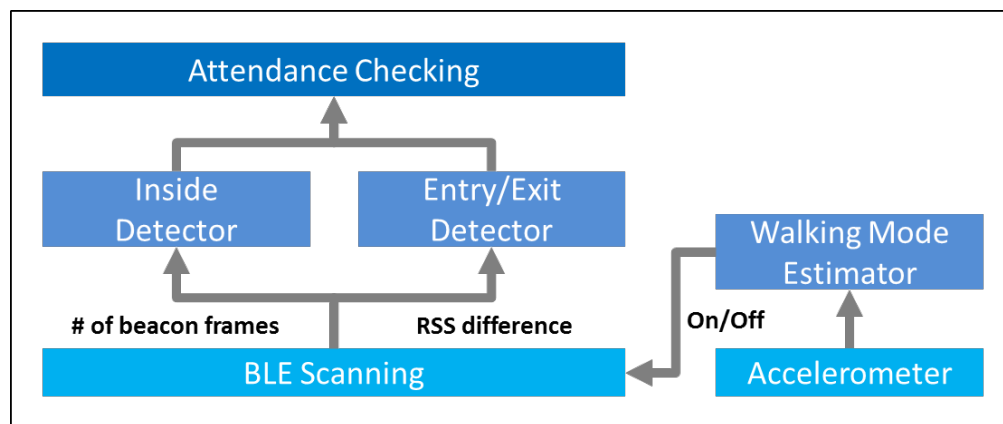 Attendance Checking
Inside
Detector
Entry/Exit
Detector
Walking Mode
Estimator
# of beacon frames
RSS difference
On/Off
BLE Scanning
Accelerometer